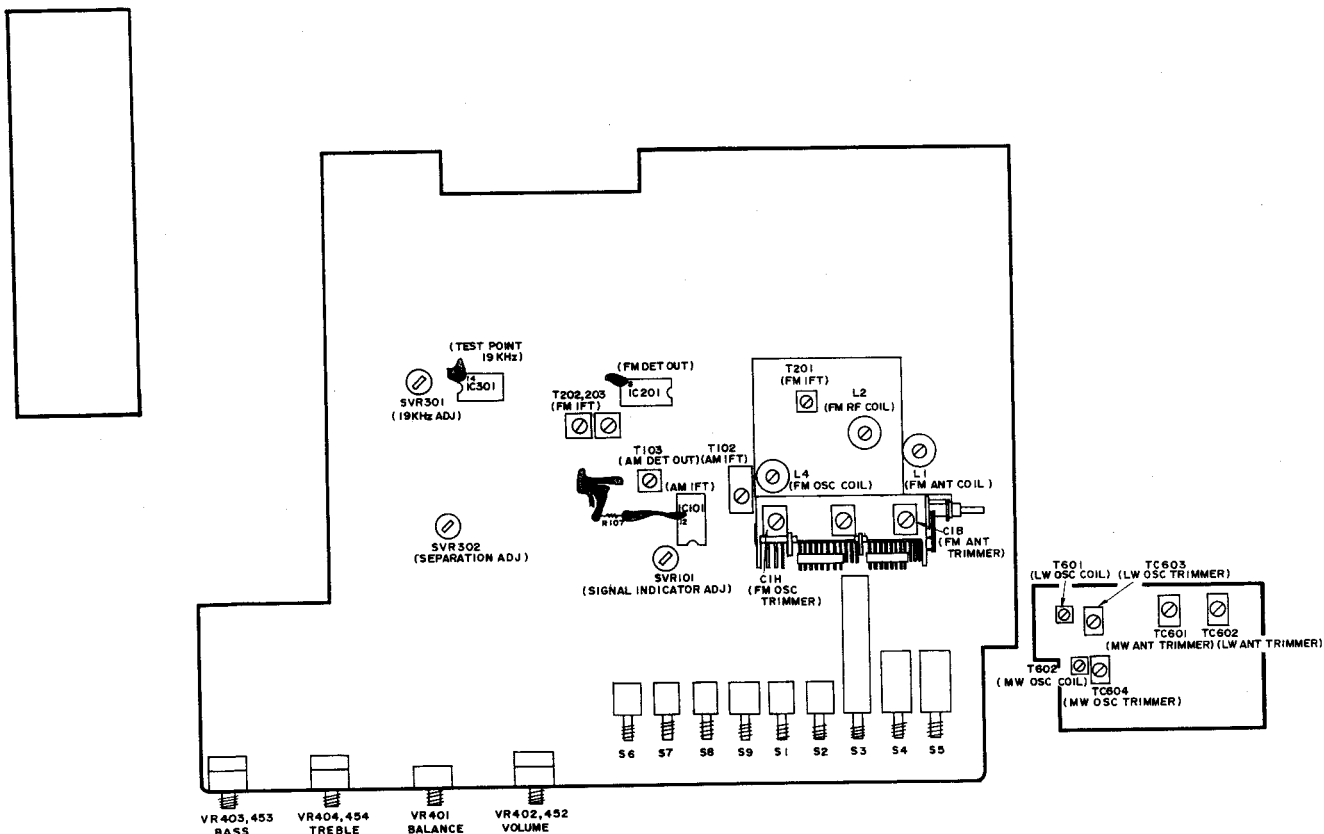 (TEST POINT
19 KHz)
14
IC301
SVR301
(19KHz ADJ)
(FM DET OUT)
8
IC201
T202,203
(FM IFT)
T201
(FM IFT)
L2
(FM RF COIL)
T103
(AM DET OUT)
(AM IFT)
T102
(AM IFT)
L4
(FM OSC COIL)
L1
(FM ANT COIL)
IC101
12
R107
SVR302
(SEPARATION ADJ)
SVR101
(SIGNAL INDICATOR ADJ)
C1H
(FM OSC
TRIMMER)
C1B
(FM ANT
TRIMMER)
T601
(LW OSC COIL)
TC603
(LW OSC TRIMMER)
TC601
(MW ANT TRIMMER)
TC602
(LW ANT TRIMMER)
T602
(MW OSC COIL)
TC604
(MW OSC TRIMMER)
S6 S7 S8 S9 S1 S2 S3 S4 S5
VR403,453
BASS
VR404,454
TREBLE
VR401
BALANCE
VR402,452
VOLUME